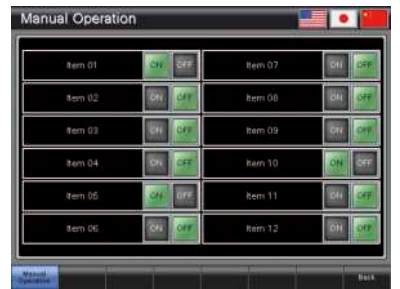 Manual Operation
Item 01 ON OFF Item 07 ON OFF
Item 02 ON OFF Item 08 ON OFF
Item 03 ON OFF Item 09 ON OFF
Item 04 ON OFF Item 10 ON OFF
Item 05 ON OFF Item 11 ON OFF
Item 06 ON OFF Item 12 ON OFF
Manual
Operation Back